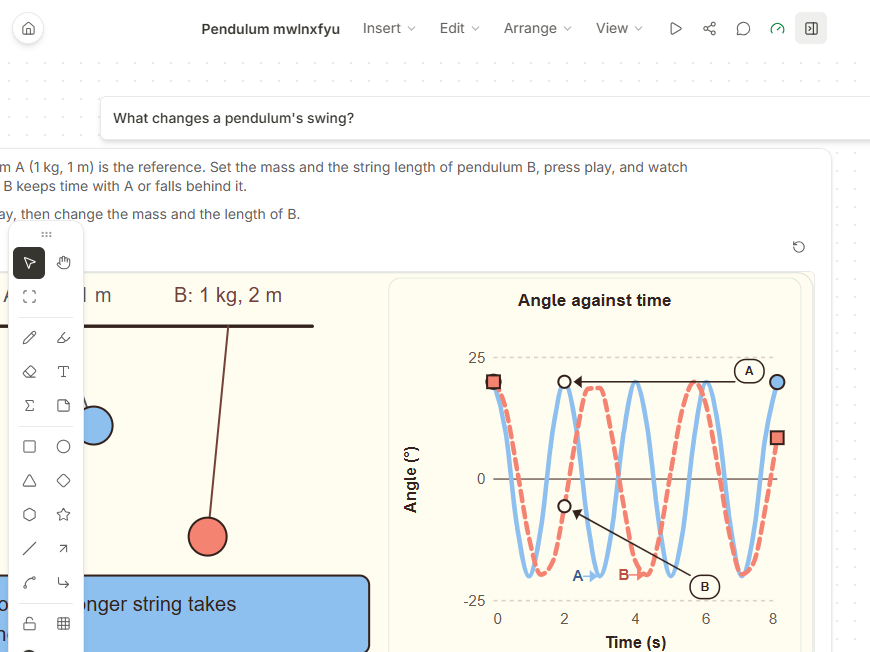 Pendulum mwlnxfyu Insert Edit Arrange View
What changes a pendulum's swing?
m A (1 kg, 1 m) is the reference. Set the mass and the string length of pendulum B, press play, and watch
B keeps time with A or falls behind it.
ay, then change the mass and the length of B.
1 m B: 1 kg, 2 m
Angle against time
25
0
-25
Angle (°)
A
B
A
B
0 2 4 6 8
Time (s)
T
Σ
onger string takes